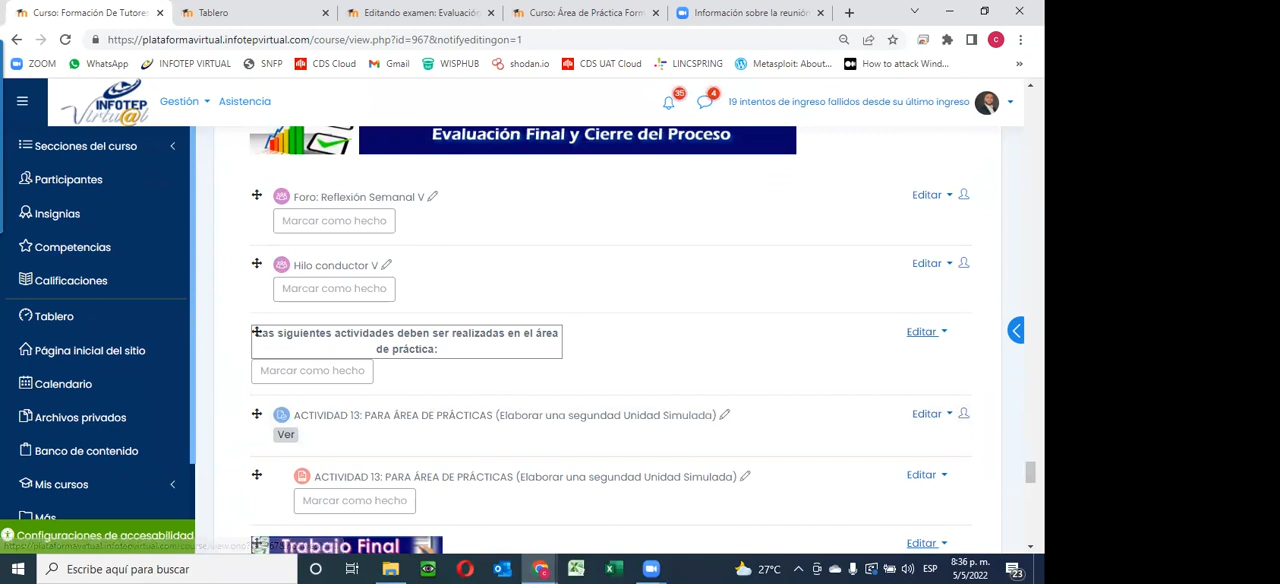 Curso: Formación De Tutores
Tablero
Editando examen: Evaluació
Curso: Área de Práctica Form
Información sobre la reunión
https://plataformavirtual.infotepvirtual.com/course/view.php?id=967&notifyeditingon=1
C
ZOOM WhatsApp INFOTEP VIRTUAL SNFP CDS Cloud Gmail WISPHUB shodan.io CDS UAT Cloud LINCSPRING Metasploit: About... How to attack Wind... »
INFOTEP
Virtu@l
Gestión Asistencia
35 4 19 intentos de ingreso fallidos desde su último ingreso
Secciones del curso
Participantes
Insignias
Competencias
Calificaciones
Tablero
Página inicial del sitio
Calendario
Archivos privados
Banco de contenido
Mis cursos
Más
Configuraciones de accesabilidad
Evaluación Final y Cierre del Proceso
Foro: Reflexión Semanal V Editar
Marcar como hecho
Hilo conductor V Editar
Marcar como hecho
Las siguientes actividades deben ser realizadas en el área
de práctica:
Editar
Marcar como hecho
ACTIVIDAD 13: PARA ÁREA DE PRÁCTICAS (Elaborar una segundad Unidad Simulada) Editar
Ver
ACTIVIDAD 13: PARA ÁREA DE PRÁCTICAS (Elaborar una segundad Unidad Simulada) Editar
Marcar como hecho
Trabajo Final Editar
Escribe aquí para buscar
27°C
ESP
8:36 p. m.
5/5/2022
23